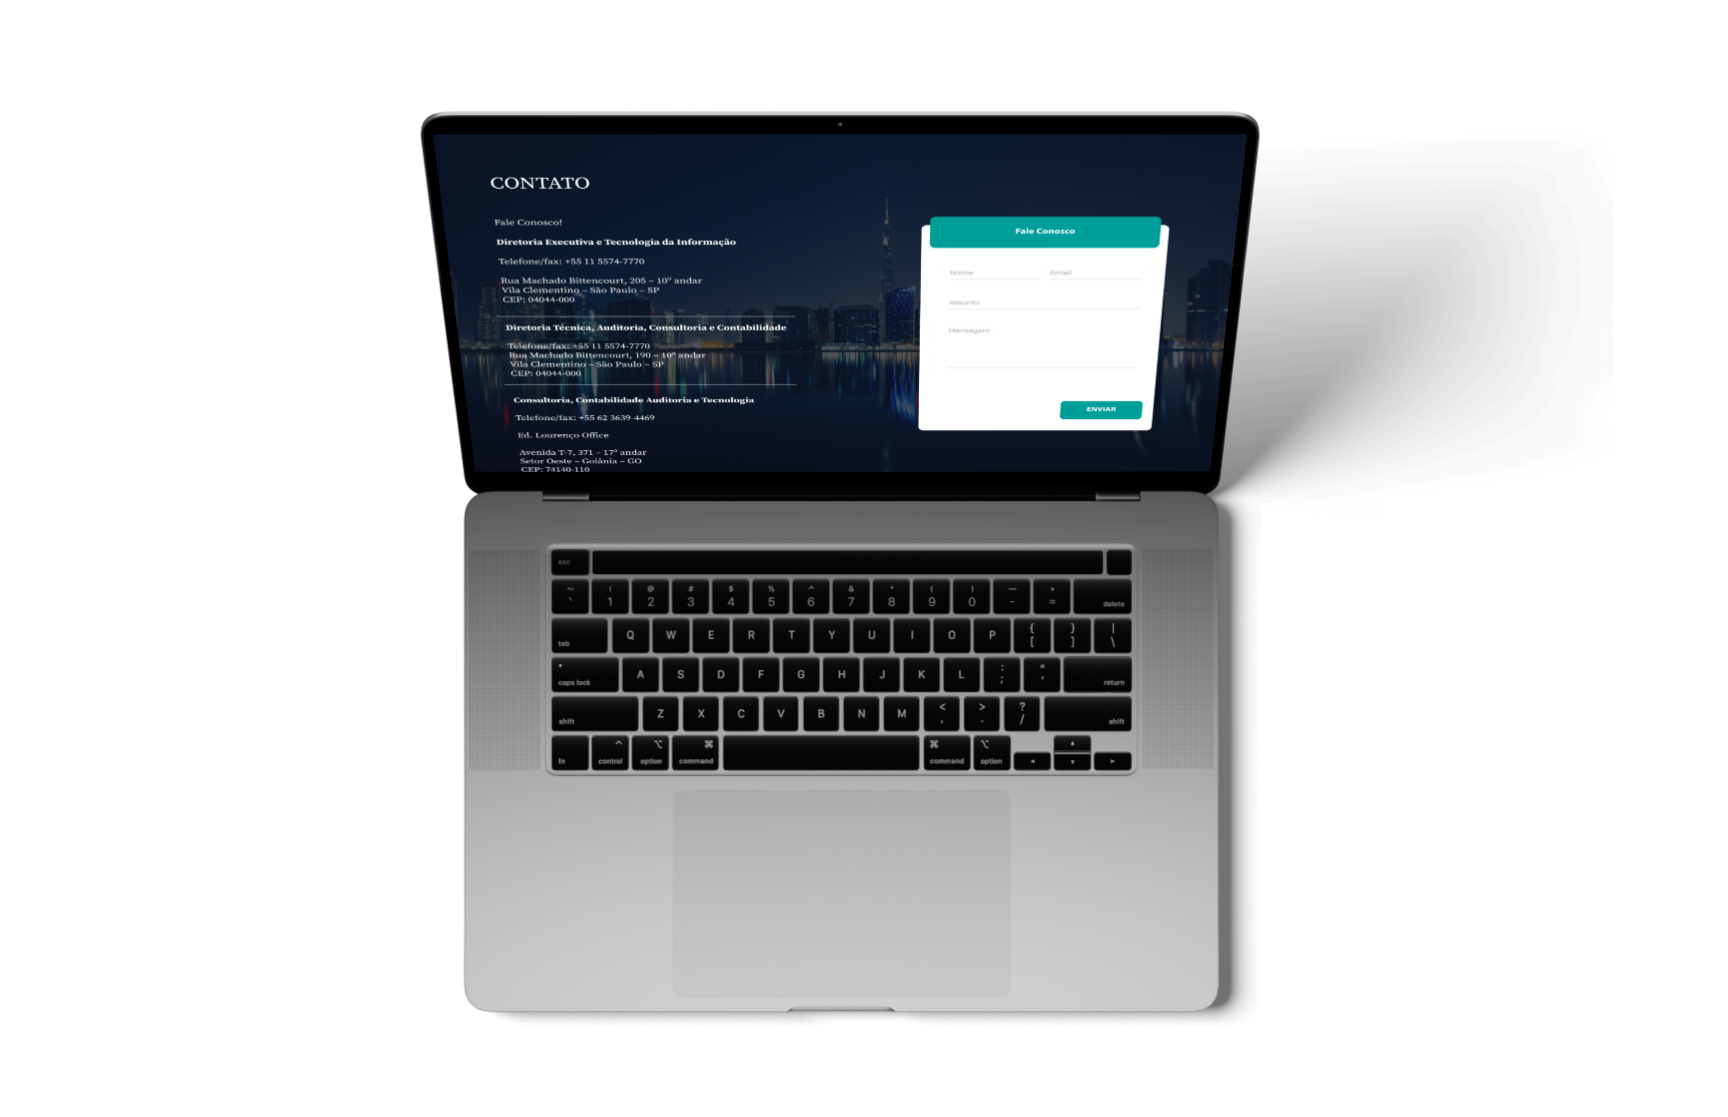 CONTATO
Fale Conosco!
Diretoria Executiva e Tecnologia da Informação
Telefone/fax: +55 11 5574-7770
Rua Machado Bittencourt, 205 – 10º andar
Vila Clementino – São Paulo – SP
CEP: 04044-000
Diretoria Técnica, Auditoria, Consultoria e Contabilidade
Telefone/fax: +55 11 5574-7770
Rua Machado Bittencourt, 190 – 10º andar
Vila Clementino – São Paulo – SP
CEP: 04044-000
Consultoria, Contabilidade Auditoria e Tecnologia
Telefone/fax: +55 62 3639-4469
Ed. Lourenço Office
Avenida T-7, 371 – 17º andar
Setor Oeste – Goiânia – GO
CEP: 74140-110
Fale Conosco
Nome Email
Assunto
Mensagem
ENVIAR
esc
~ ! @ # $ % ^ & * ( ) — +
` 1 2 3 4 5 6 7 8 9 0 - = delete
tab Q W E R T Y U I O P { [ } ] | \
caps lock A S D F G H J K L : ; " ' return
shift Z X C V B N M < , > . ? / shift
fn ^ control ⌥ option ⌘ command ⌘ command ⌥ option ◂ ▴ ▾ ▸